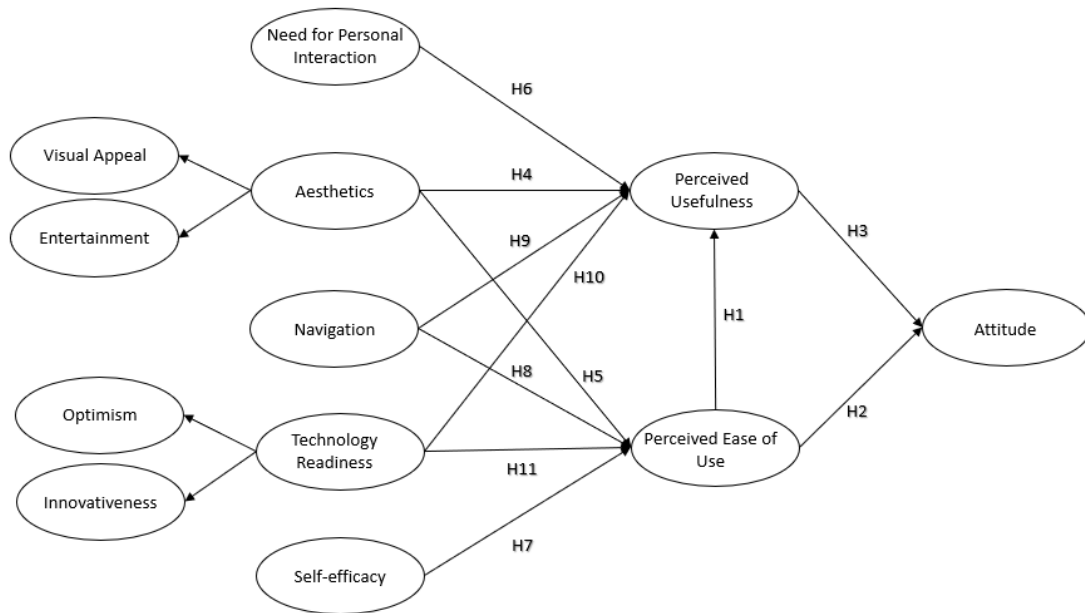 Need for Personal
Interaction
H6
Visual Appeal
Aesthetics
H4
Perceived
Usefulness
Entertainment
H9
H3
H10
Navigation
H1
Attitude
H8
H5
Optimism
H2
Technology
Readiness
Perceived Ease of
Use
H11
Innovativeness
H7
Self-efficacy